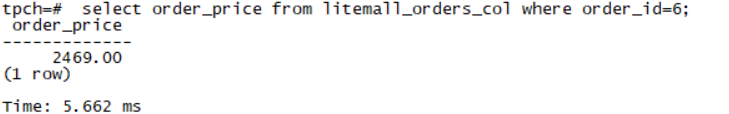 tpch=#  select order_price from litemall_orders_col where order_id=6;
 order_price
-------------
     2469.00
(1 row)

Time: 5.662 ms